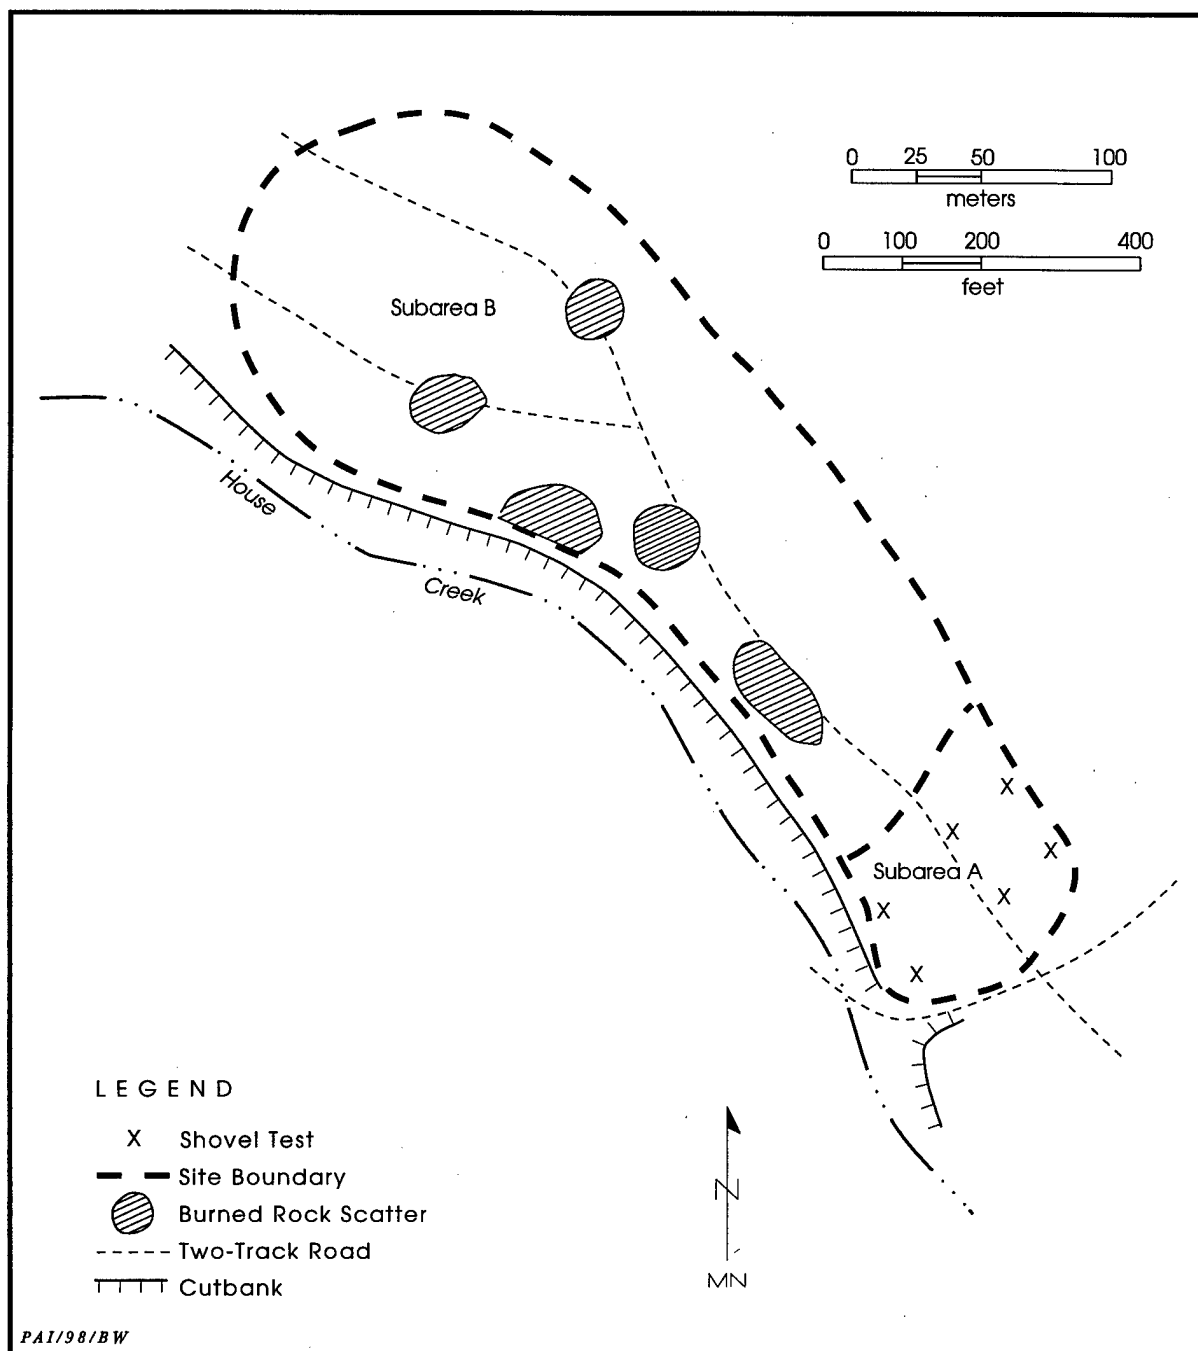 0 25 50 100
meters
0 100 200 400
feet
Subarea B
House
Creek
X
X
X
Subarea A
X
X
X
LEGEND
X Shovel Test
Site Boundary
Burned Rock Scatter
Two-Track Road
Cutbank
N
MN
PAI/98/BW